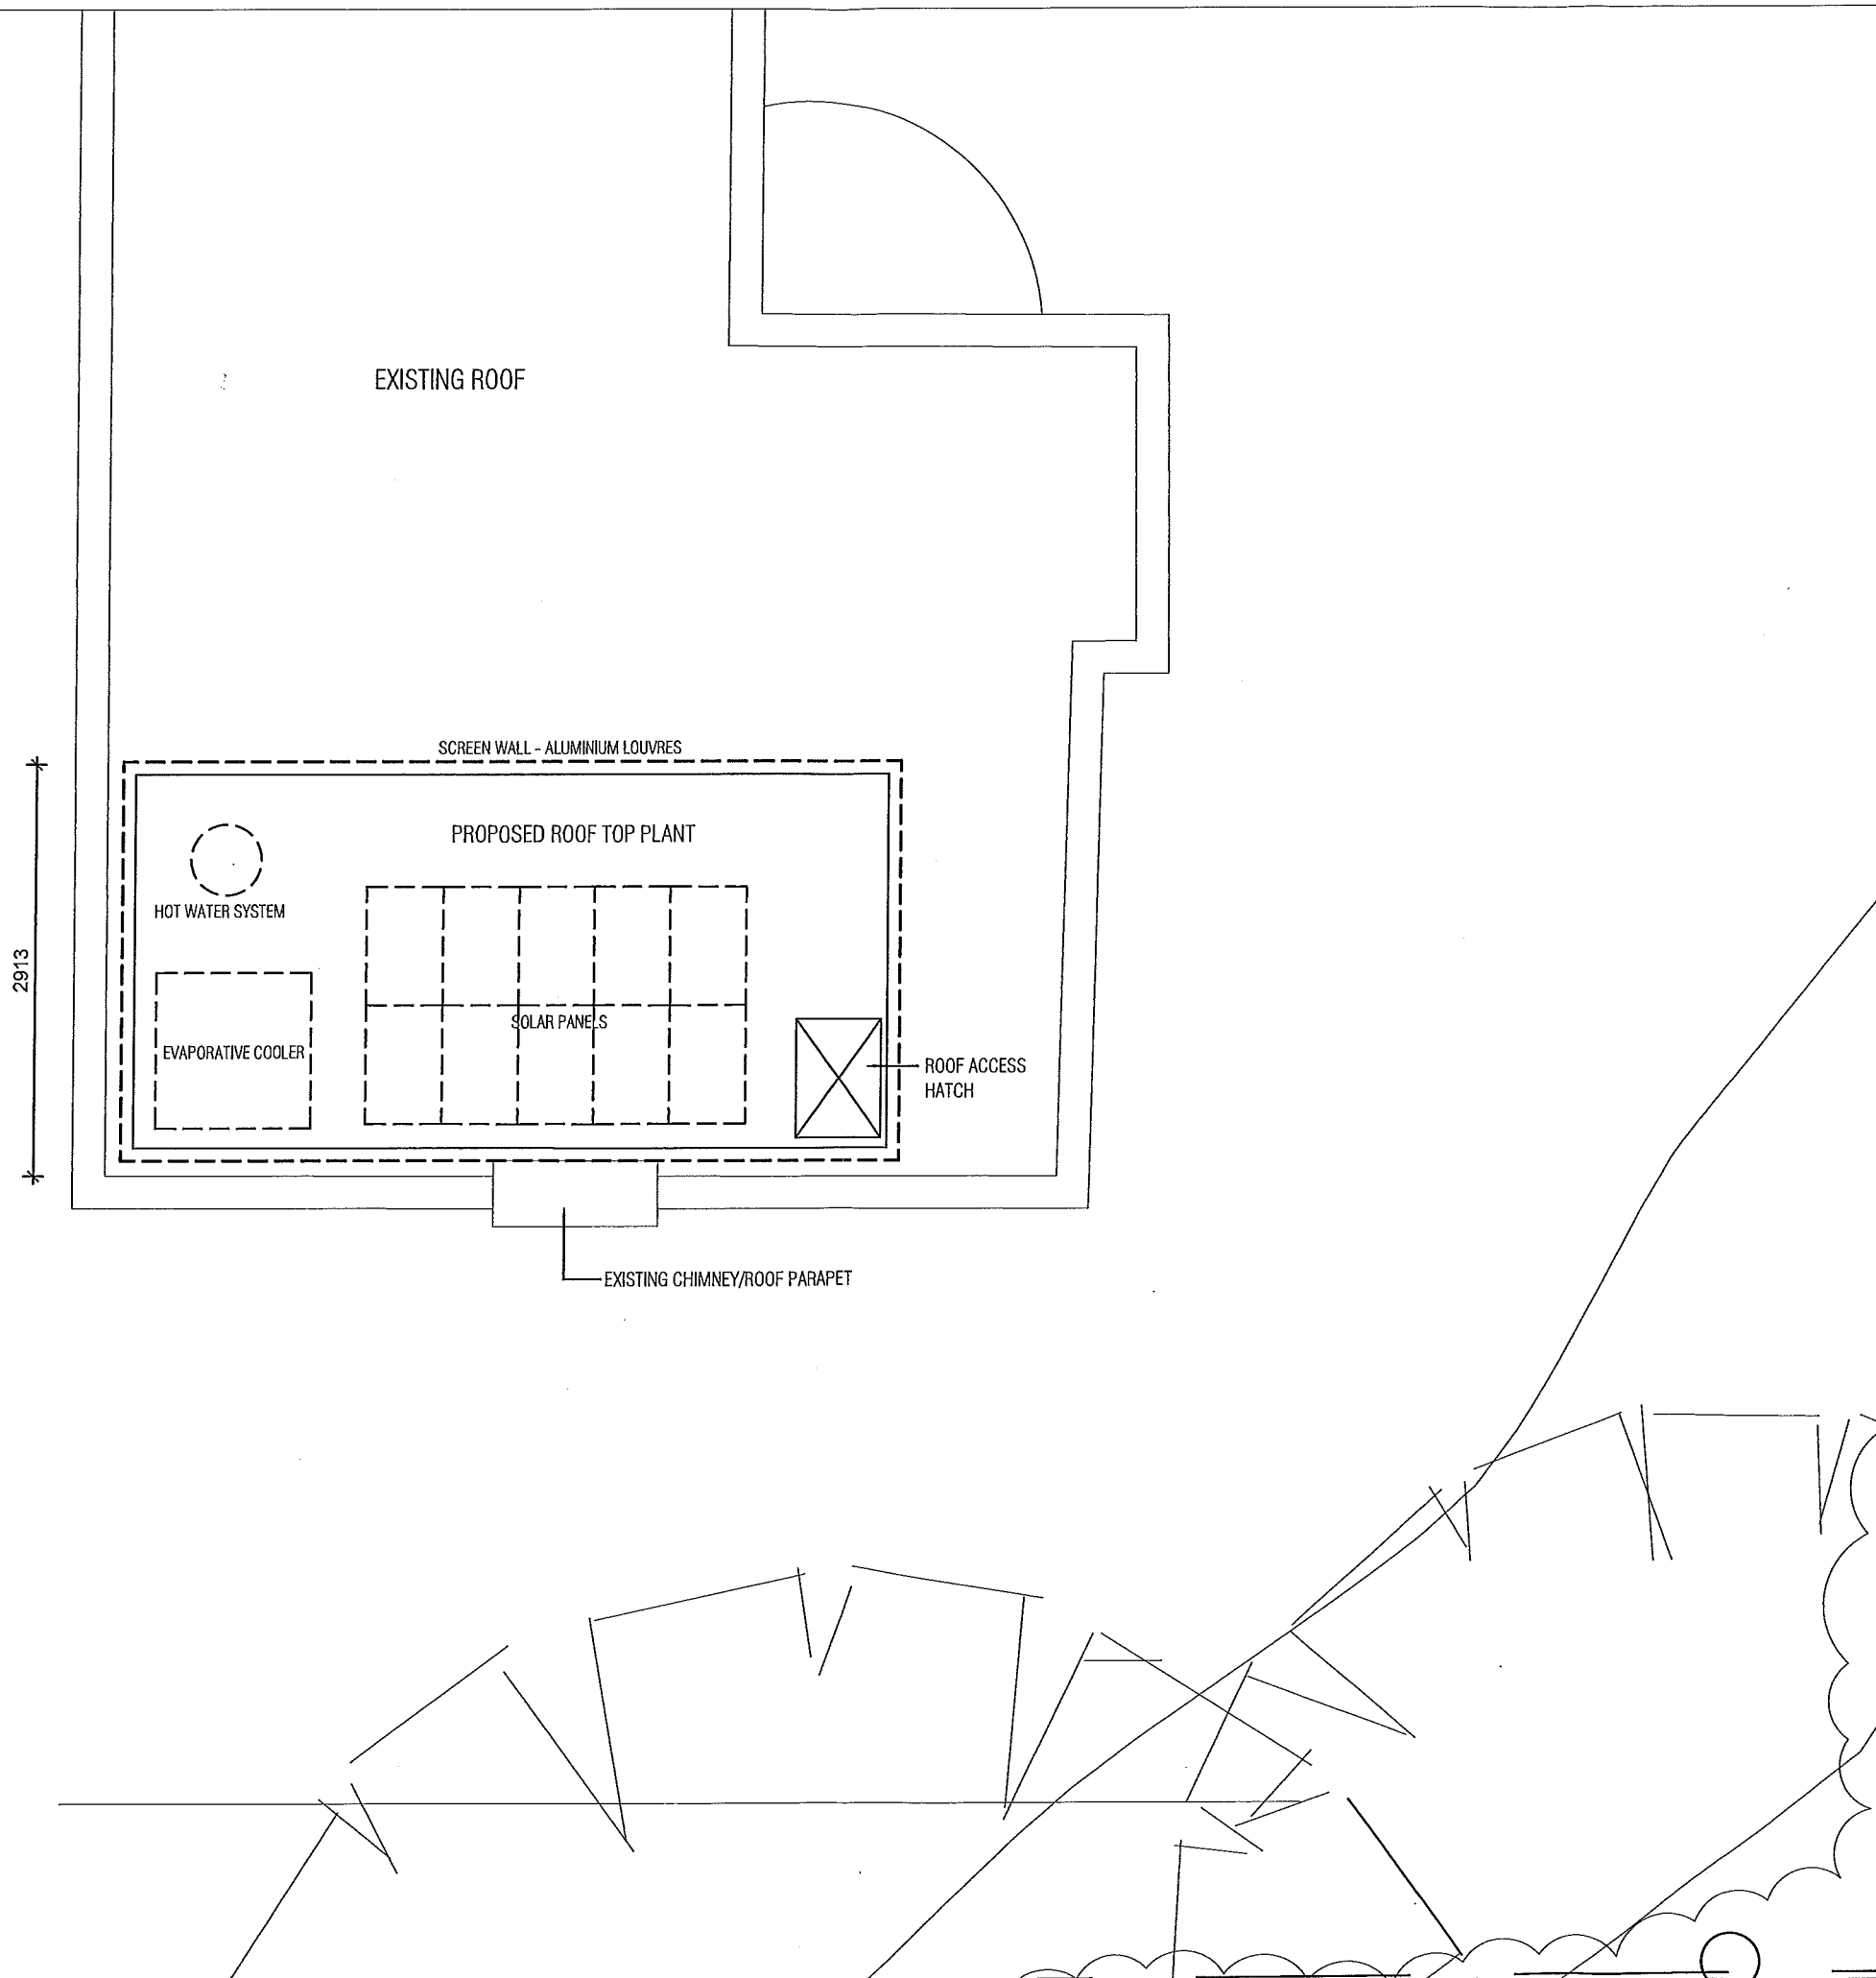 EXISTING ROOF
SCREEN WALL - ALUMINIUM LOUVRES
PROPOSED ROOF TOP PLANT
HOT WATER SYSTEM
2913
SOLAR PANELS
EVAPORATIVE COOLER
ROOF ACCESS
HATCH
EXISTING CHIMNEY/ROOF PARAPET